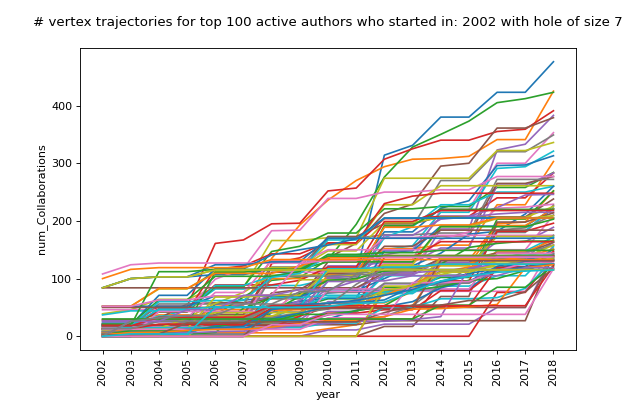 # vertex trajectories for top 100 active authors who started in: 2002 with hole of size 7
num_Collaborations
400
300
200
100
0
2002 2003 2004 2005 2006 2007 2008 2009 2010 2011 2012 2013 2014 2015 2016 2017 2018
year